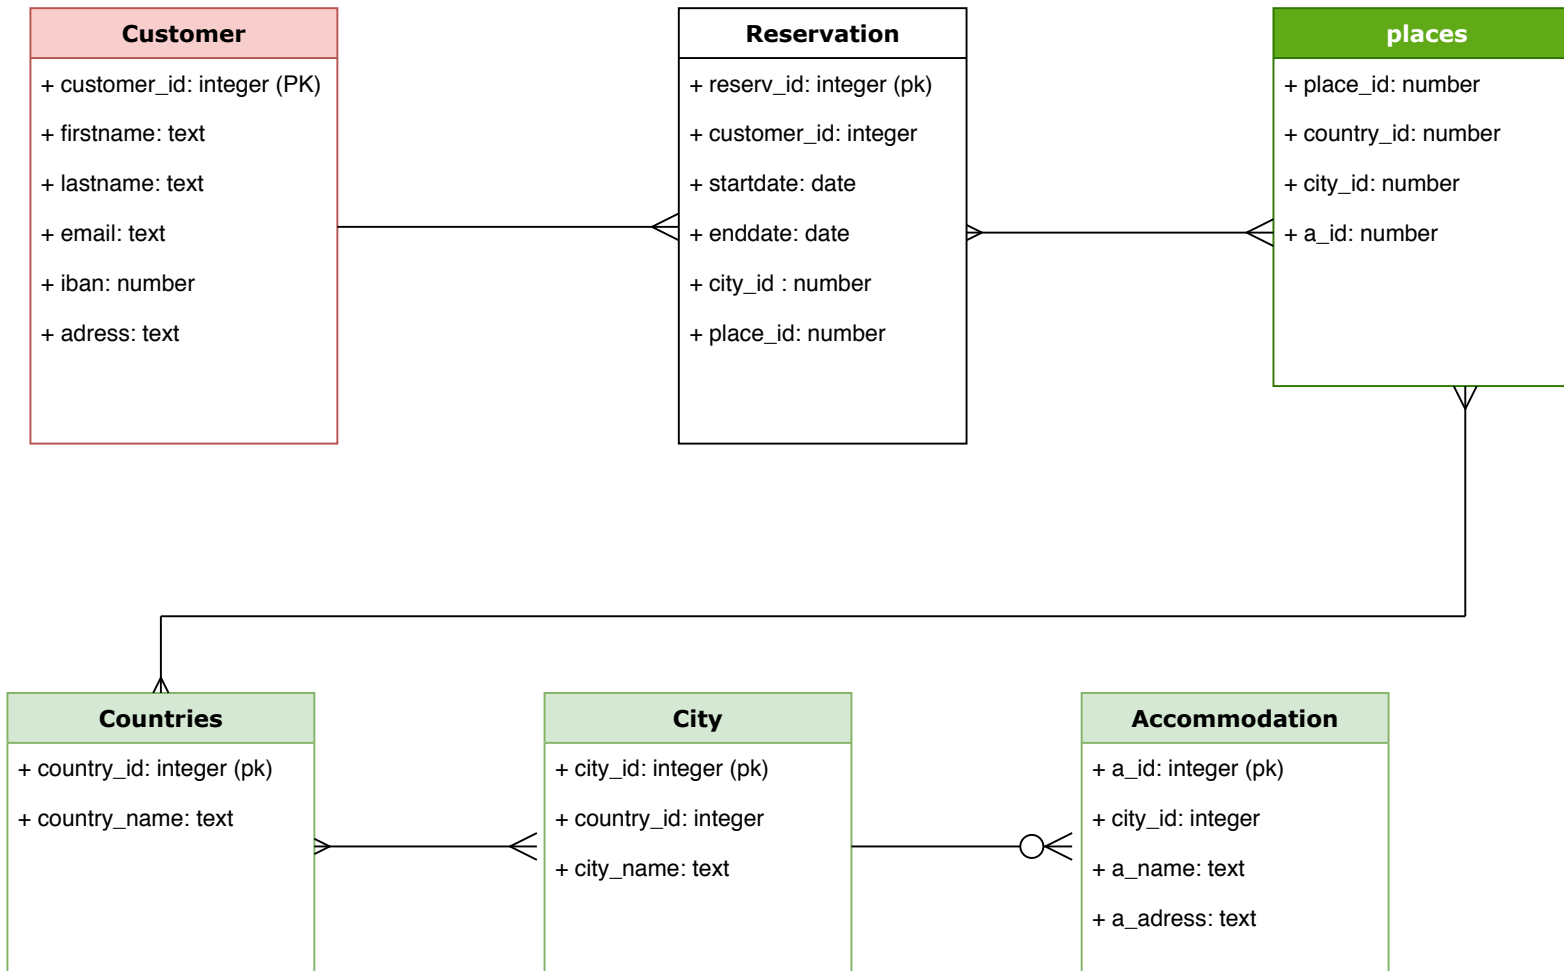 Customer
+ customer_id: integer (PK)
+ firstname: text
+ lastname: text
+ email: text
+ iban: number
+ adress: text
Reservation
+ reserv_id: integer (pk)
+ customer_id: integer
+ startdate: date
+ enddate: date
+ city_id : number
+ place_id: number
places
+ place_id: number
+ country_id: number
+ city_id: number
+ a_id: number
Countries
+ country_id: integer (pk)
+ country_name: text
City
+ city_id: integer (pk)
+ country_id: integer
+ city_name: text
Accommodation
+ a_id: integer (pk)
+ city_id: integer
+ a_name: text
+ a_adress: text